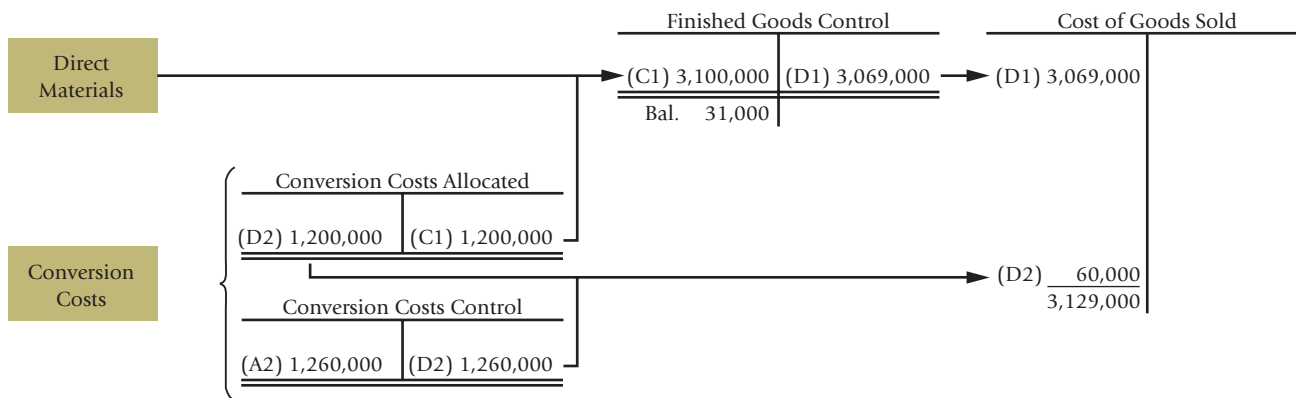 Finished Goods Control
Cost of Goods Sold
Direct
Materials
(C1) 3,100,000
(D1) 3,069,000
(D1) 3,069,000
Bal. 31,000
Conversion Costs Allocated
(D2) 1,200,000
(C1) 1,200,000
Conversion
Costs
(D2) 60,000
3,129,000
Conversion Costs Control
(A2) 1,260,000
(D2) 1,260,000